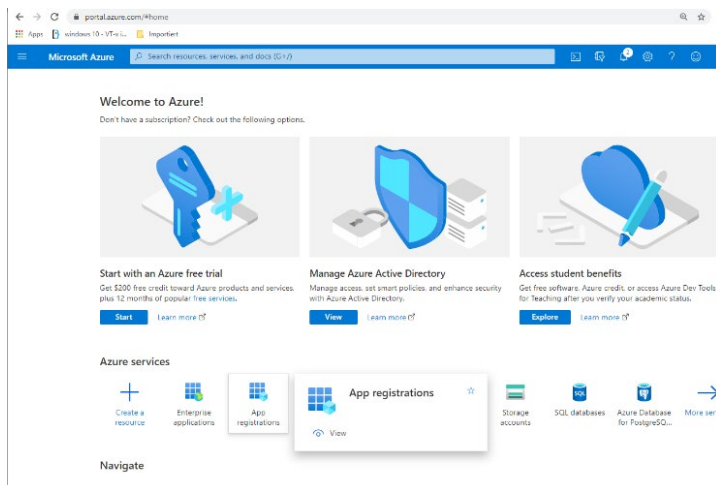 portal.azure.com/#home
Apps
windows 10 - VT-x i...
Importiert
Microsoft Azure
Search resources, services, and docs (G+/)
Welcome to Azure!
Don't have a subscription? Check out the following options.
Start with an Azure free trial
Get $200 free credit toward Azure products and services,
plus 12 months of popular free services.
Start
Learn more
Manage Azure Active Directory
Manage access, set smart policies, and enhance security
with Azure Active Directory.
View
Learn more
Access student benefits
Get free software, Azure credit, or access Azure Dev Tools
for Teaching after you verify your academic status.
Explore
Learn more
Azure services
Create a
resource
Enterprise
applications
App
registrations
App registrations
View
Storage
accounts
SQL
SQL databases
Azure Database
for PostgreSQ...
More ser
Navigate